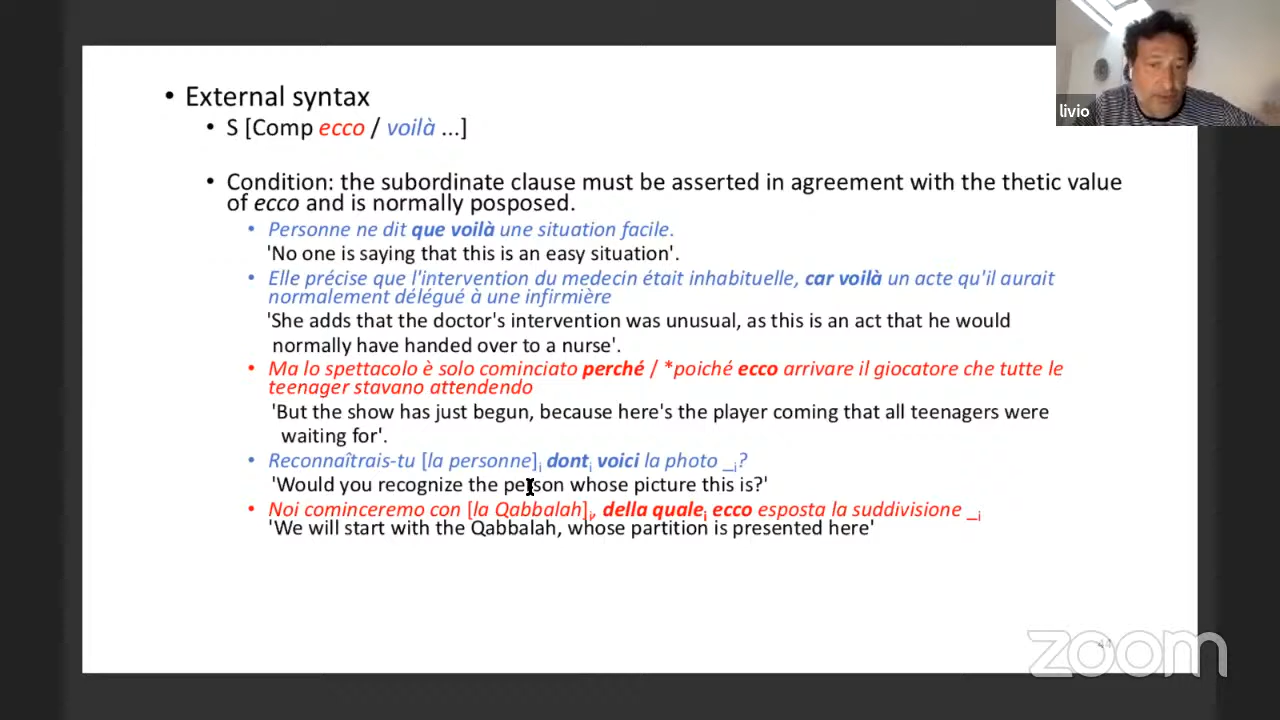 • External syntax
• S [Comp ecco / voilà ...]
• Condition: the subordinate clause must be asserted in agreement with the thetic value
of ecco and is normally posposed.
• Personne ne dit que voilà une situation facile.
'No one is saying that this is an easy situation'.
• Elle précise que l'intervention du medecin était inhabituelle, car voilà un acte qu'il aurait
normalement délégué à une infirmière
'She adds that the doctor's intervention was unusual, as this is an act that he would
normally have handed over to a nurse'.
• Ma lo spettacolo è solo cominciato perché / *poiché ecco arrivare il giocatore che tutte le
teenager stavano attendendo
'But the show has just begun, because here's the player coming that all teenagers were
waiting for'.
• Reconnaîtrais-tu [la personne]i donti voici la photo _i?
'Would you recognize the person whose picture this is?'
• Noi cominceremo con [la Qabbalah]i, della qualei ecco esposta la suddivisione _i
'We will start with the Qabbalah, whose partition is presented here'
livio
44
zoom